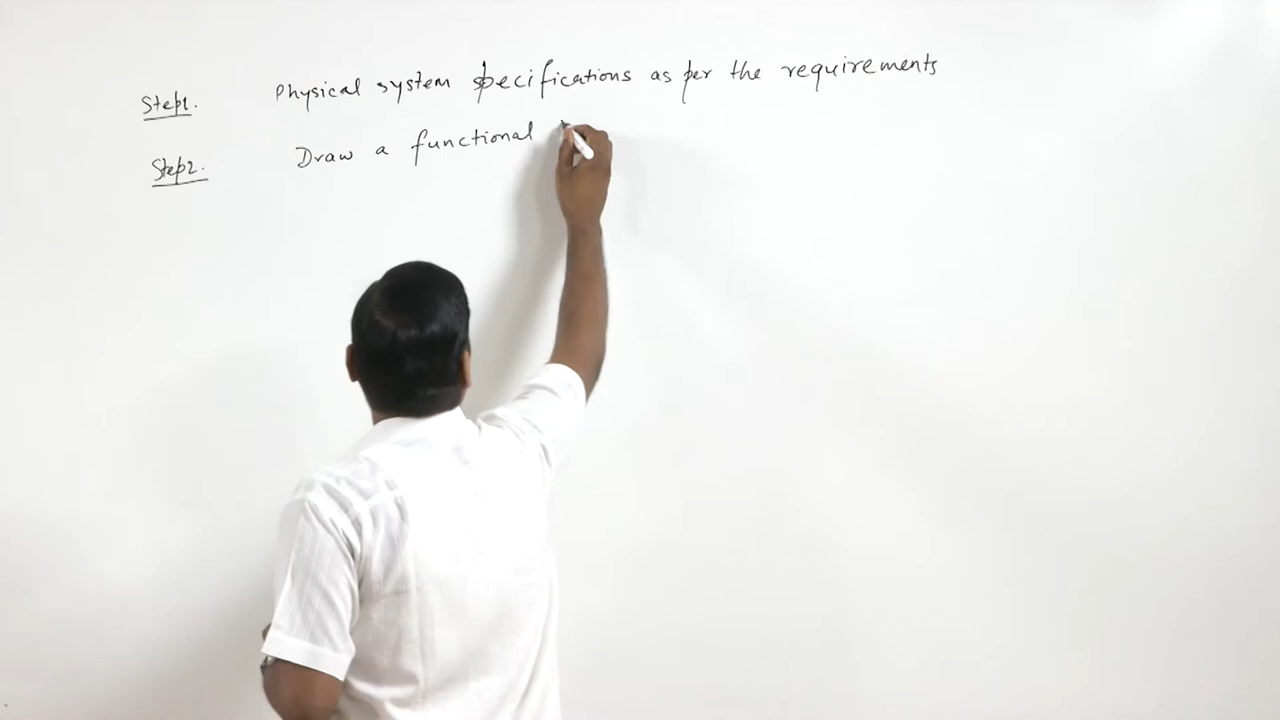 Step1. Physical system specifications as per the requirements
Step2. Draw a functional